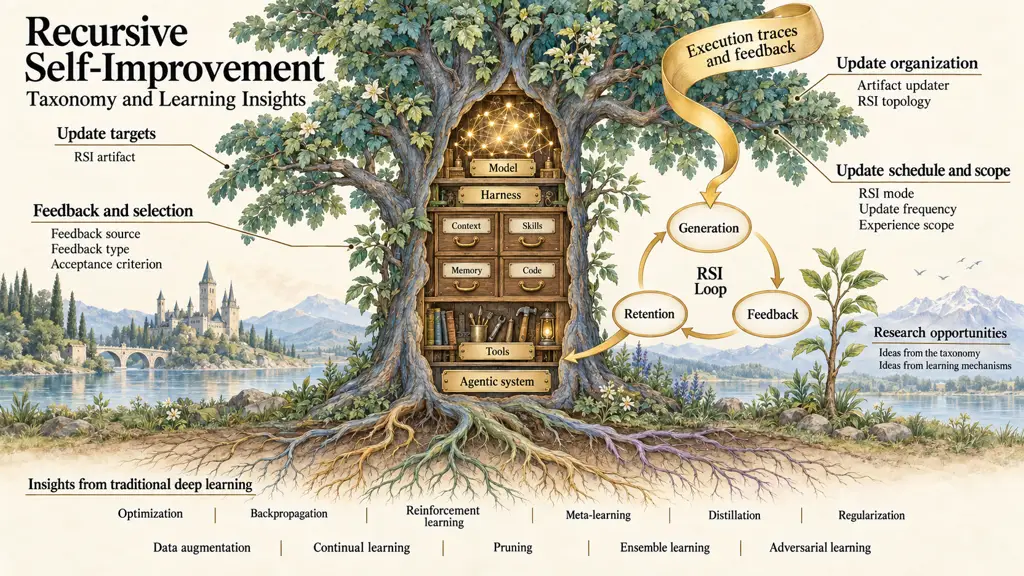 Recursive
Self-Improvement
Taxonomy and Learning Insights
Update targets
RSI artifact
Feedback and selection
Feedback source
Feedback type
Acceptance criterion
Model
Harness
Context
Skills
Memory
Code
Tools
Agentic system
Execution traces
and feedback
Generation
RSI
Loop
Retention
Feedback
Update organization
Artifact updater
RSI topology
Update schedule and scope
RSI mode
Update frequency
Experience scope
Research opportunities
Ideas from the taxonomy
Ideas from learning mechanisms
Insights from traditional deep learning
Optimization
Backpropagation
Reinforcement
learning
Meta-learning
Distillation
Regularization
Data augmentation
Continual learning
Pruning
Ensemble learning
Adversarial learning